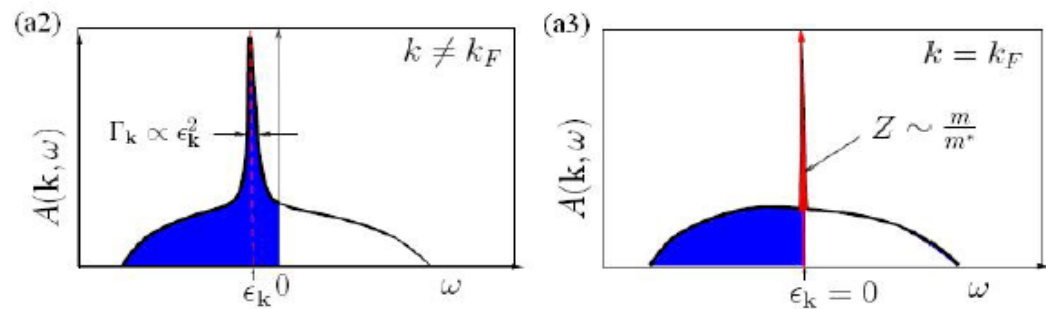 (a2)
k ≠ k_F
Γ_k ∝ ϵ_k^2
A(k, ω)
ϵ_k 0 ω
(a3)
k = k_F
Z ∼ m/m*
A(k, ω)
ϵ_k = 0 ω